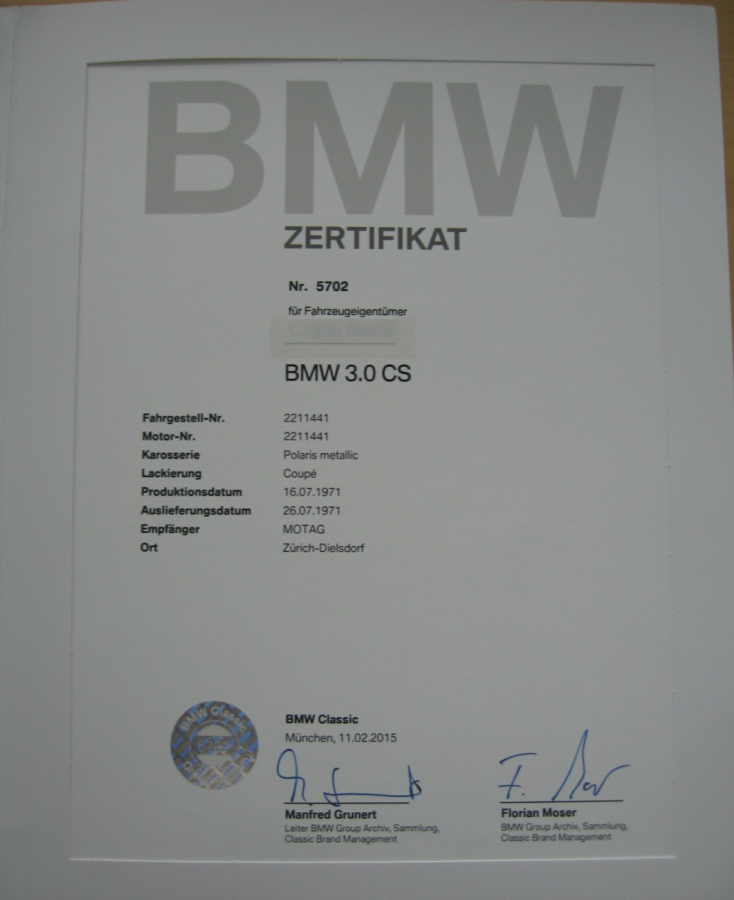 BMW
ZERTIFIKAT
Nr. 5702
für Fahrzeugeigentümer
BMW 3.0 CS
Fahrgestell-Nr. 2211441
Motor-Nr. 2211441
Karosserie Polaris metallic
Lackierung Coupé
Produktionsdatum 16.07.1971
Auslieferungsdatum 26.07.1971
Empfänger MOTAG
Ort Zürich-Dielsdorf
BMW Classic
BMW Classic
München, 11.02.2015
Manfred Grunert
Leiter BMW Group Archiv, Sammlung,
Classic Brand Management
Florian Moser
BMW Group Archiv, Sammlung,
Classic Brand Management